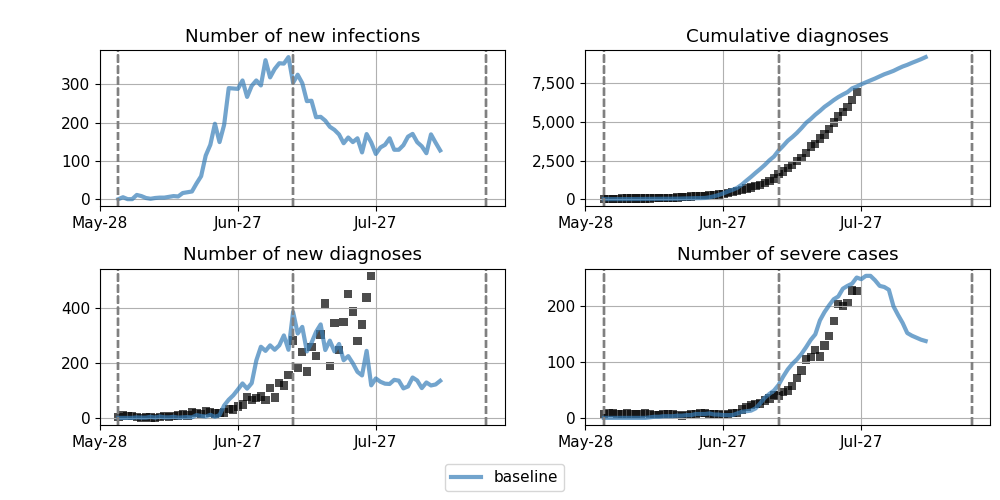 Number of new infections
300
200
100
0
May-28 Jun-27 Jul-27
Cumulative diagnoses
7,500
5,000
2,500
0
May-28 Jun-27 Jul-27
Number of new diagnoses
400
200
0
May-28 Jun-27 Jul-27
Number of severe cases
200
100
0
May-28 Jun-27 Jul-27
baseline